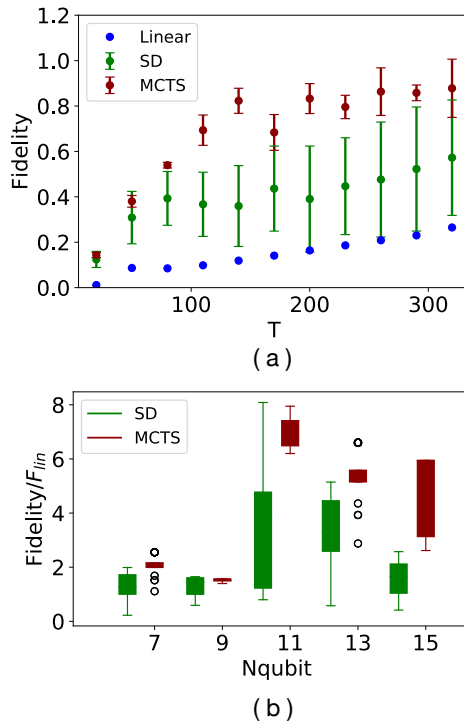 1.2
1.0
0.8
0.6
0.4
0.2
0.0
Fidelity
Linear
SD
MCTS
100 200 300
T
(a)
8
6
4
2
0
Fidelity/F_lin
SD
MCTS
7 9 11 13 15
Nqubit
(b)